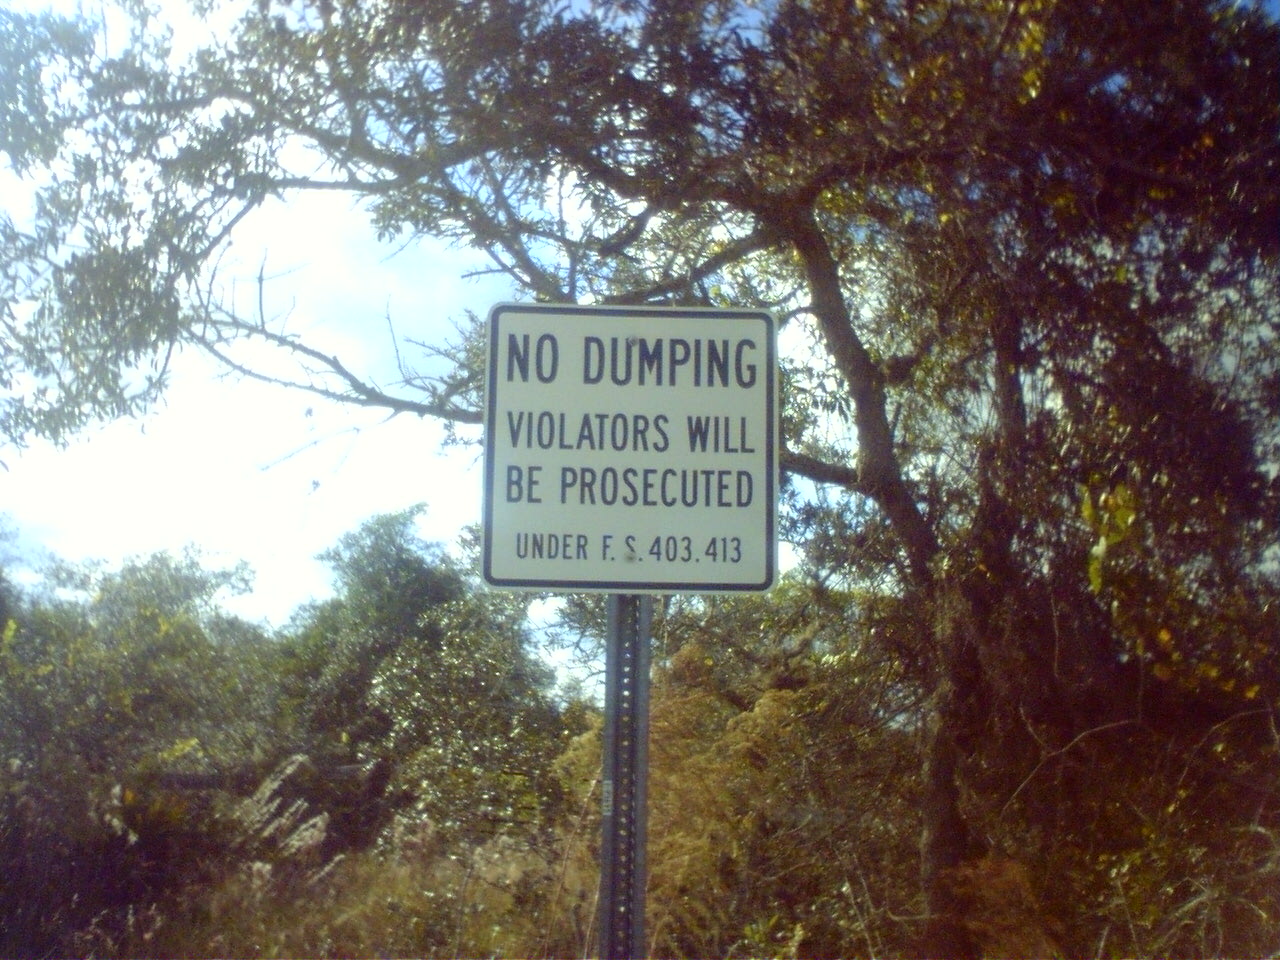 NO DUMPING
VIOLATORS WILL
BE PROSECUTED
UNDER F. S. 403.413